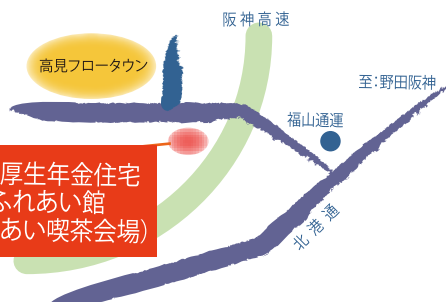 阪神高速
高見フロータウン
至：野田阪神
福山通運
厚生年金住宅
ふれあい館
あい喫茶会場）
北港通